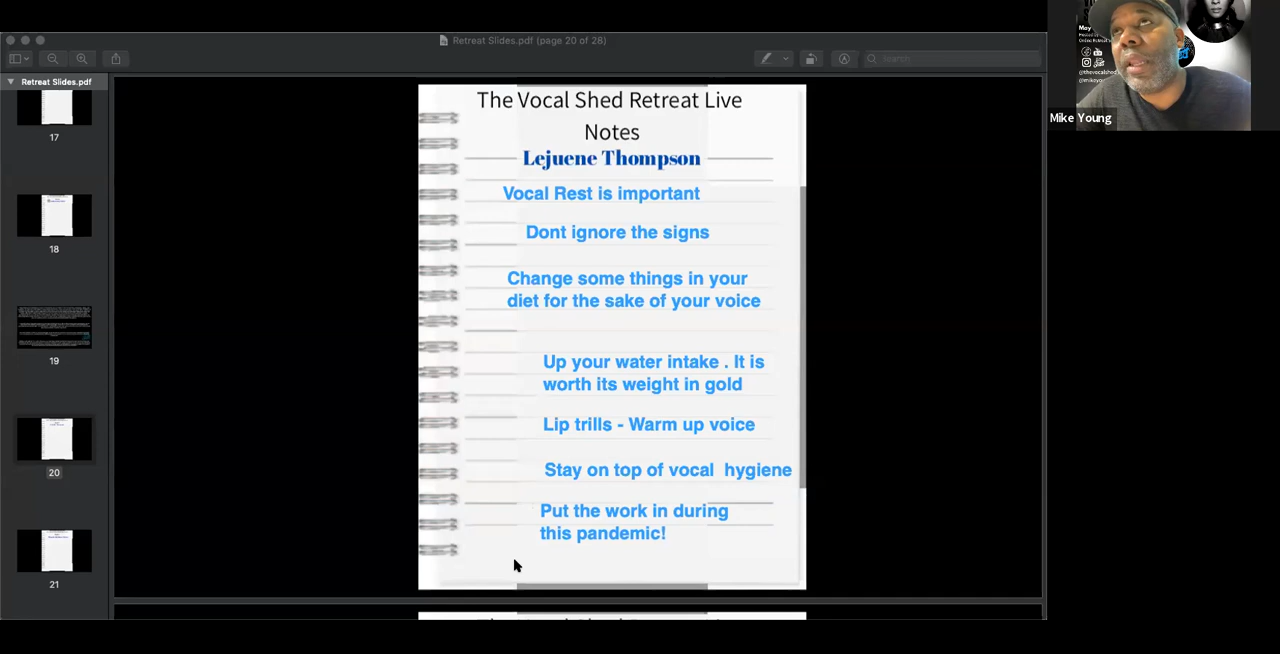 Retreat Slides.pdf (page 20 of 28)
Search
Retreat Slides.pdf
17
18
19
20
21
The Vocal Shed Retreat Live
Notes
Lejuene Thompson
Vocal Rest is important
Dont ignore the signs
Change some things in your
diet for the sake of your voice
Up your water intake . It is
worth its weight in gold
Lip trills - Warm up voice
Stay on top of vocal hygiene
Put the work in during
this pandemic!
May
@thevocalshed
Mike Young